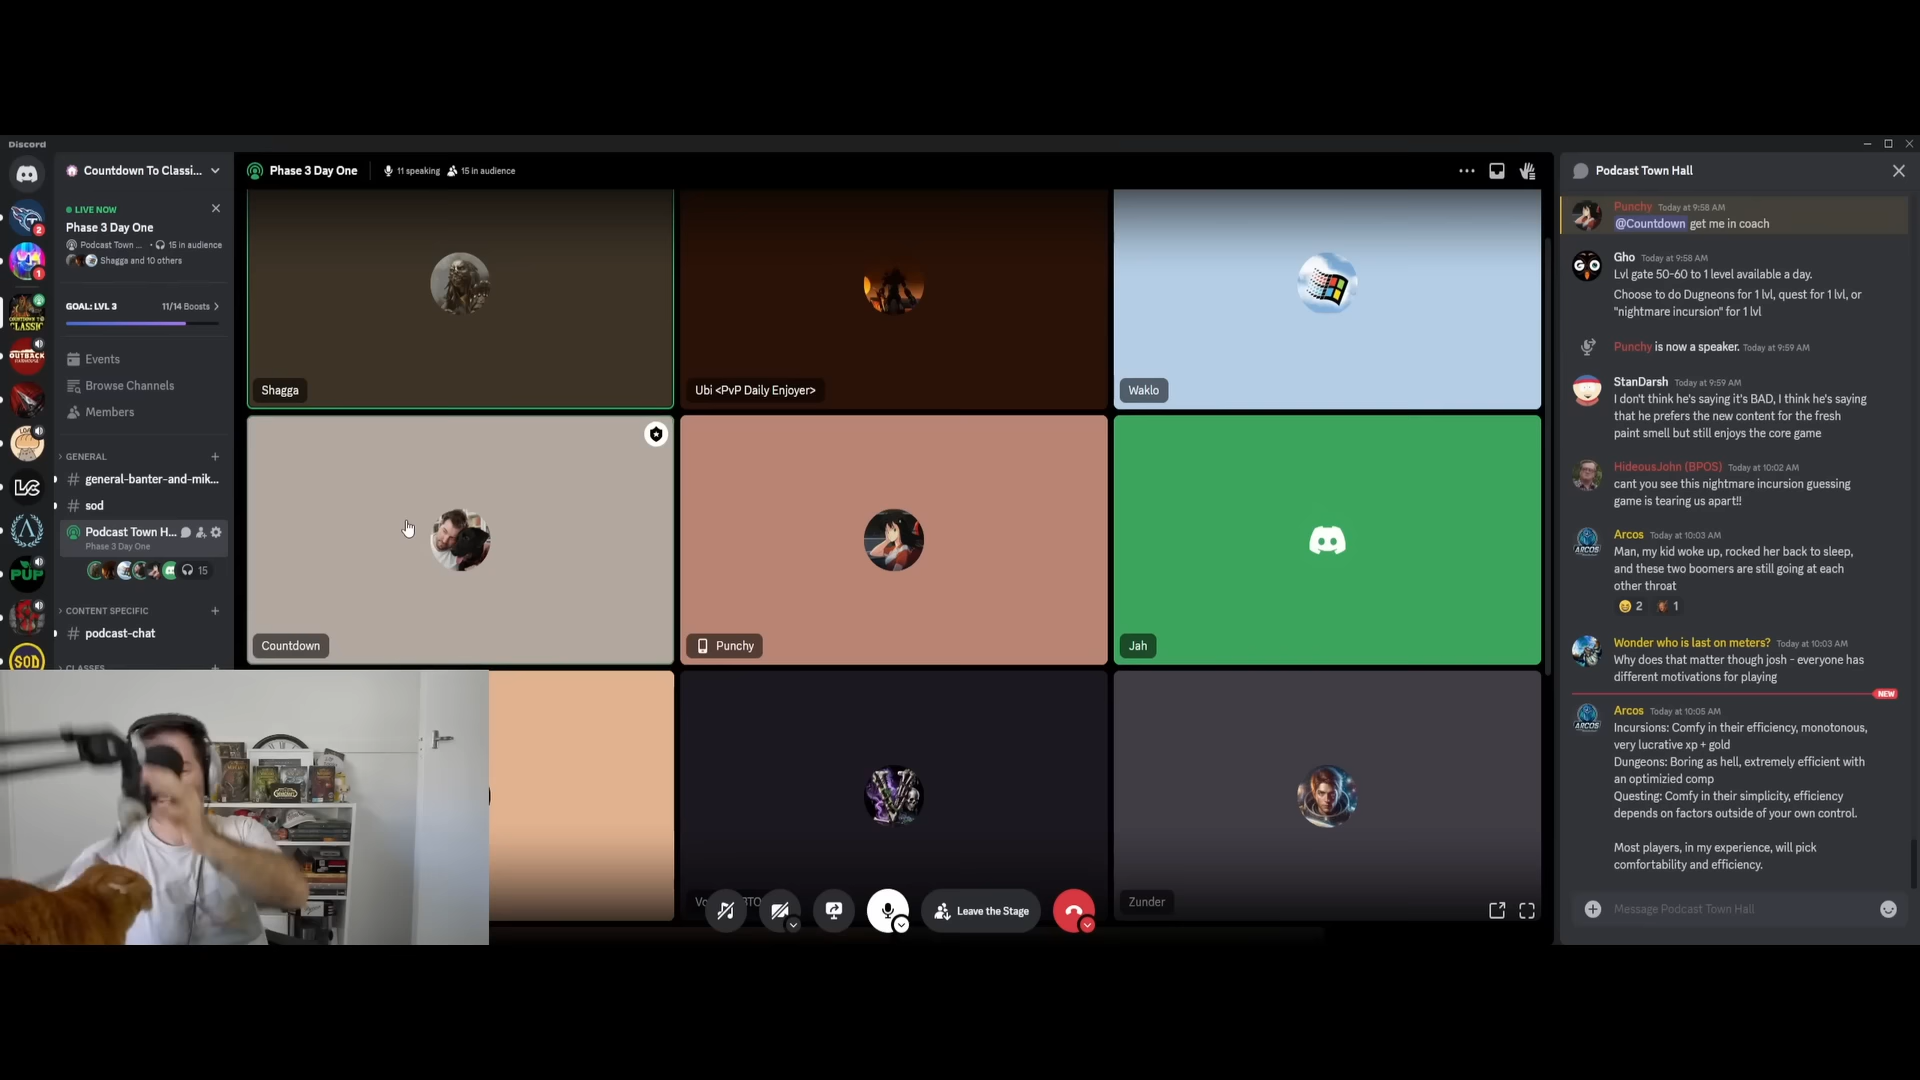 Discord
Countdown To Classi...
LIVE NOW
Phase 3 Day One
Podcast Town ... • 15 in audience
Shagga and 10 others
GOAL: LVL 3 11/14 Boosts >
Events
Browse Channels
Members
GENERAL
general-banter-and-mik...
sod
Podcast Town H...
Phase 3 Day One
15
CONTENT SPECIFIC
podcast-chat
CLASSES
2
1
COUNTDOWN TO
CLASSIC
OUTBACK
PUP
SOD
Phase 3 Day One 11 speaking 15 in audience
Shagga
Ubi <PvP Daily Enjoyer>
Waklo
Countdown
Punchy
Jah
Zunder
Leave the Stage
Podcast Town Hall
Punchy Today at 9:58 AM
@Countdown get me in coach
Gho Today at 9:58 AM
Lvl gate 50-60 to 1 level available a day.
Choose to do Dugneons for 1 lvl, quest for 1 lvl, or
"nightmare incursion" for 1 lvl
Punchy is now a speaker. Today at 9:59 AM
StanDarsh Today at 9:59 AM
I don't think he's saying it's BAD, I think he's saying
that he prefers the new content for the fresh
paint smell but still enjoys the core game
HideousJohn (BPOS) Today at 10:02 AM
cant you see this nightmare incursion guessing
game is tearing us apart!!
Arcos Today at 10:03 AM
Man, my kid woke up, rocked her back to sleep,
and these two boomers are still going at each
other throat
2 1
Wonder who is last on meters? Today at 10:03 AM
Why does that matter though josh - everyone has
different motivations for playing
NEW
Arcos Today at 10:05 AM
Incursions: Comfy in their efficiency, monotonous,
very lucrative xp + gold
Dungeons: Boring as hell, extremely efficient with
an optimizied comp
Questing: Comfy in their simplicity, efficiency
depends on factors outside of your own control.
Most players, in my experience, will pick
comfortability and efficiency.
Message Podcast Town Hall